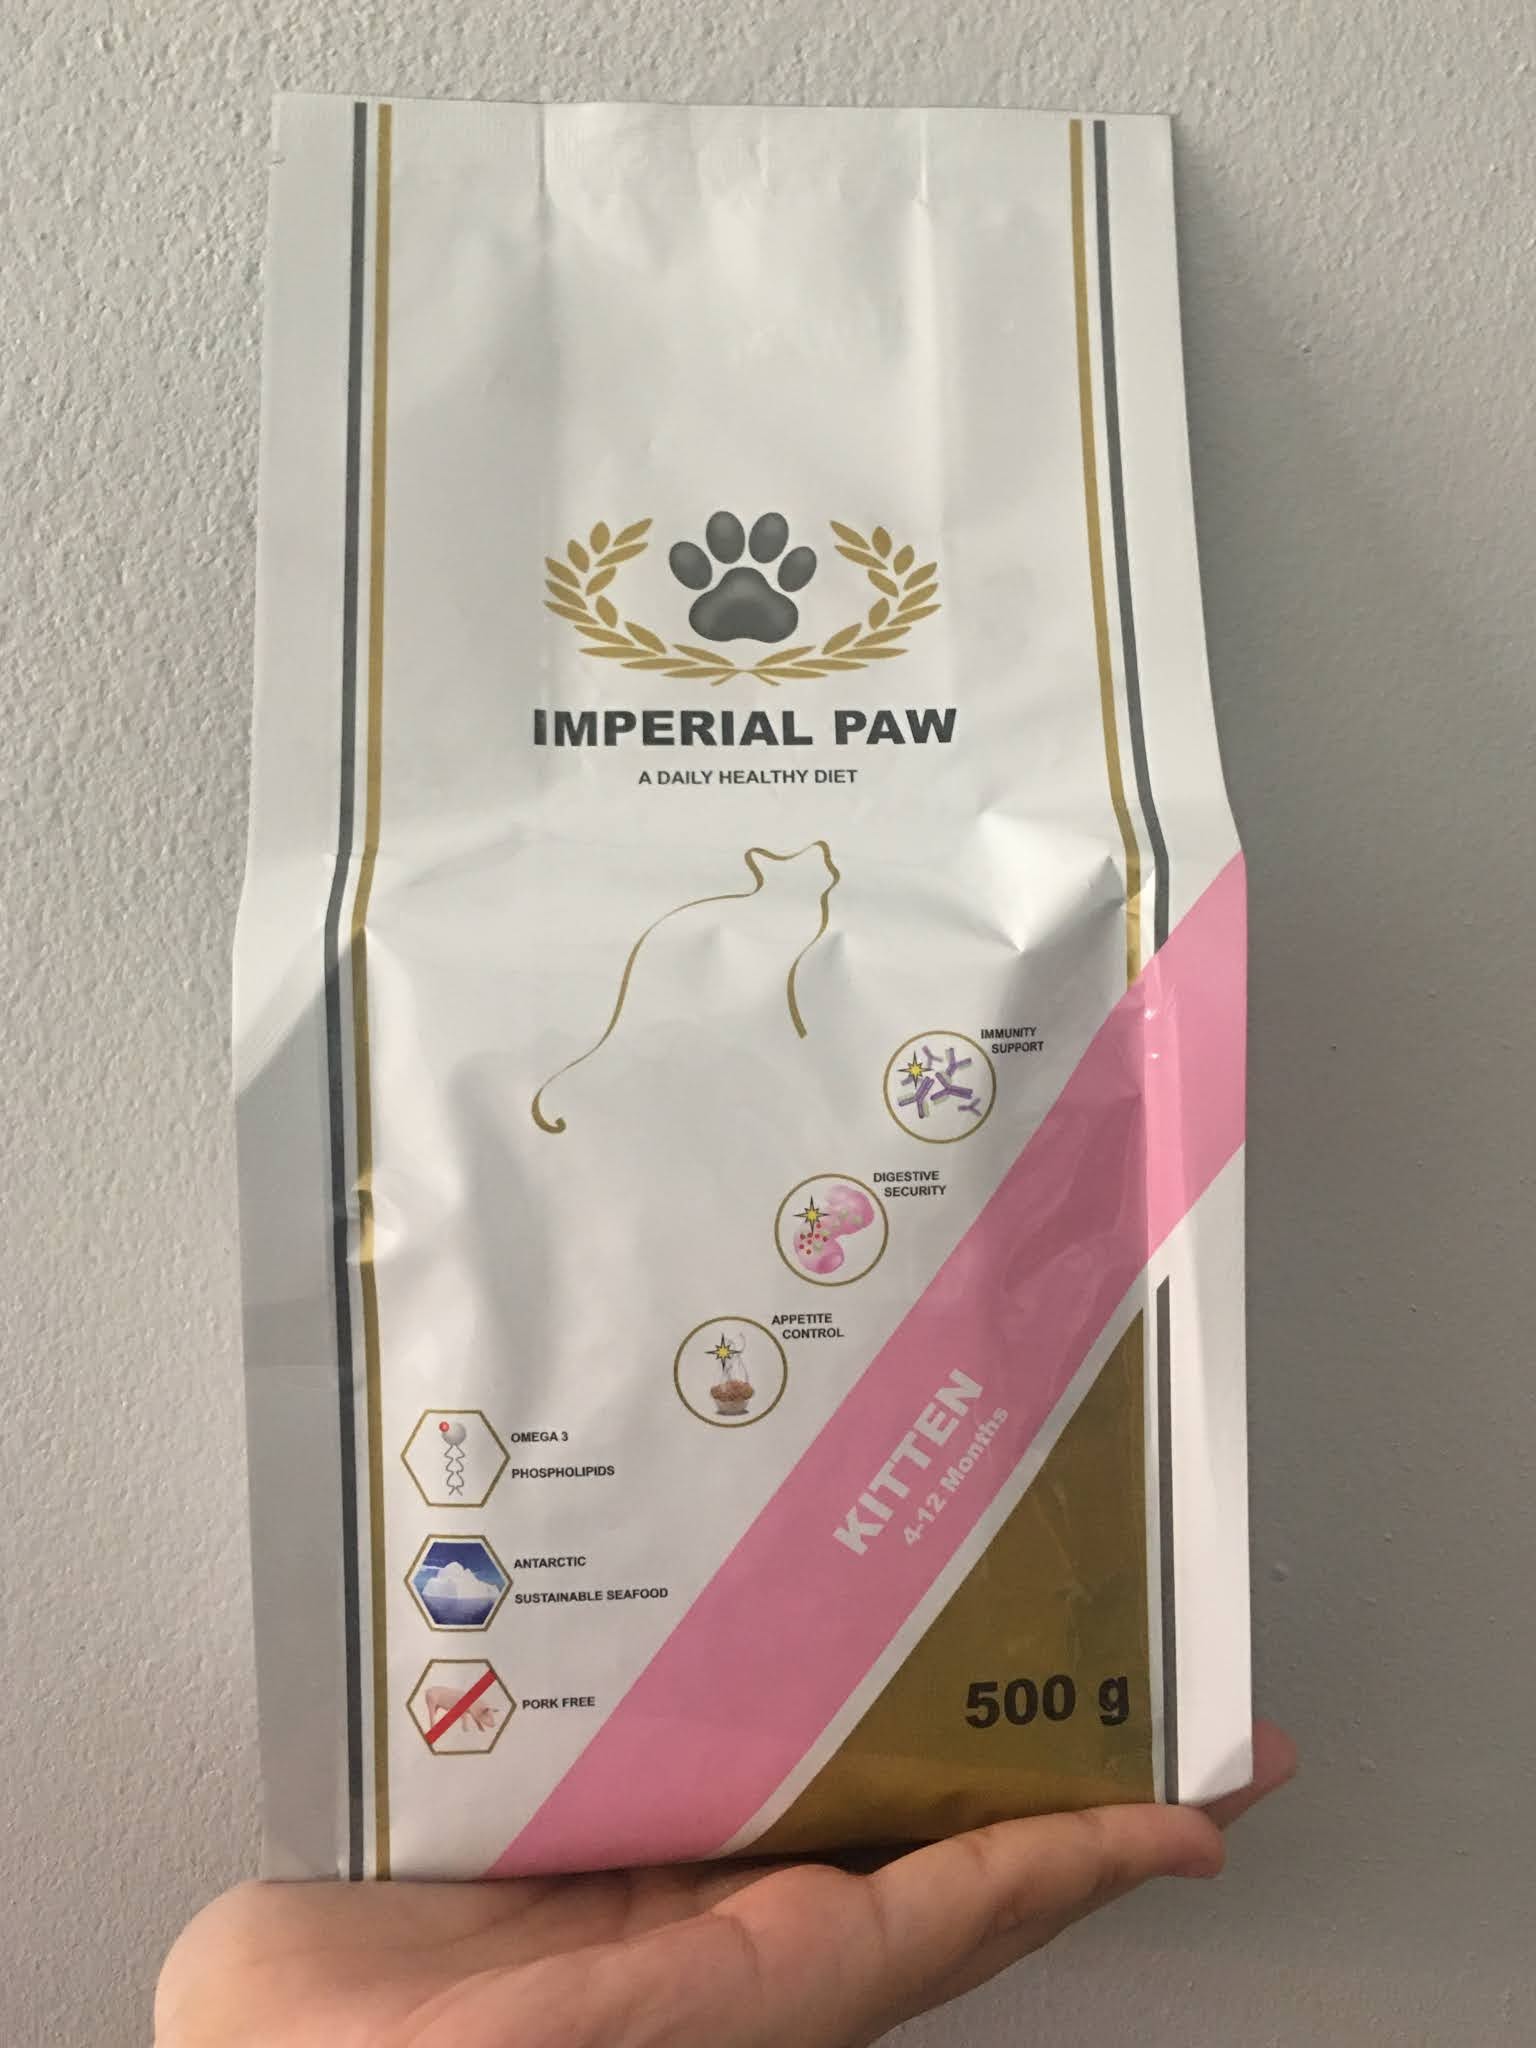 IMPERIAL PAW
A DAILY HEALTHY DIET
IMMUNITY
SUPPORT
DIGESTIVE
SECURITY
APPETITE
CONTROL
OMEGA 3
PHOSPHOLIPIDS
ANTARCTIC
SUSTAINABLE SEAFOOD
PORK FREE
KITTEN
4-12 Months
500 g